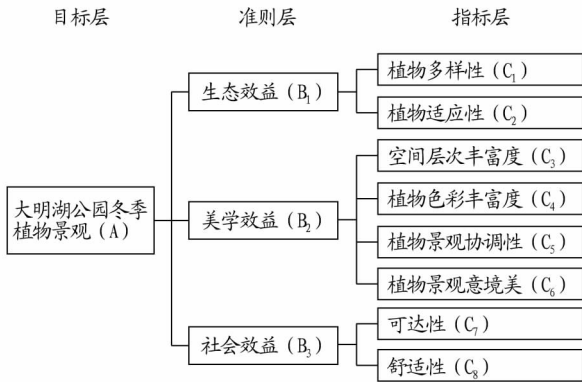 目标层 准则层 指标层
生态效益（B₁）
植物多样性（C₁）
植物适应性（C₂）
大明湖公园冬季
植物景观（A）
美学效益（B₂）
空间层次丰富度（C₃）
植物色彩丰富度（C₄）
植物景观协调性（C₅）
植物景观意境美（C₆）
社会效益（B₃）
可达性（C₇）
舒适性（C₈）